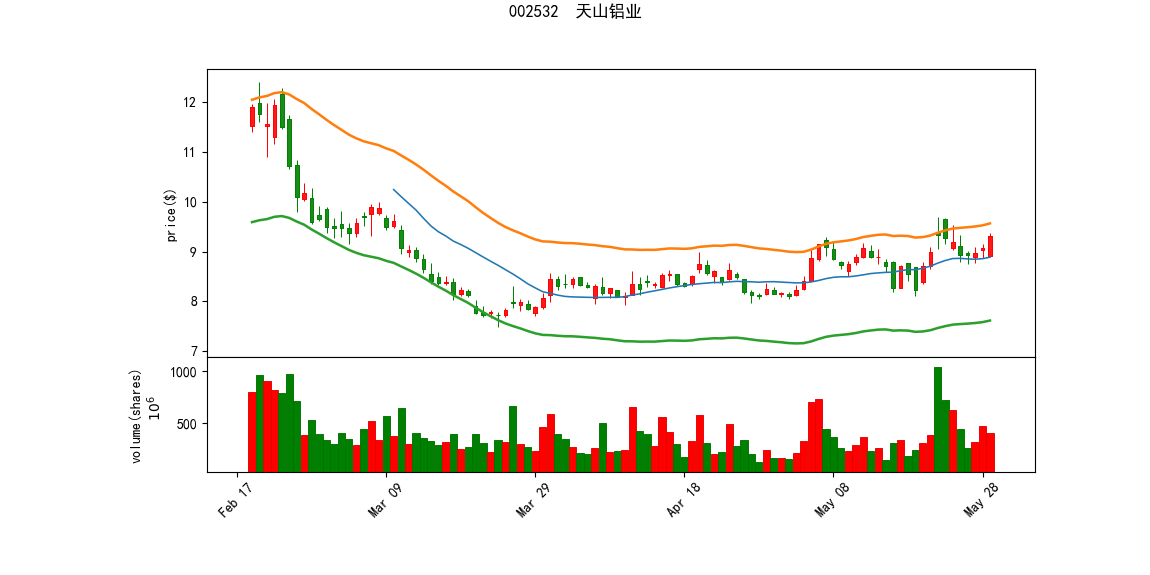 002532  天山铝业
price($)
12
11
10
9
8
7
volume(shares)
10^6
1000
500
Feb 17
Mar 09
Mar 29
Apr 18
May 08
May 28